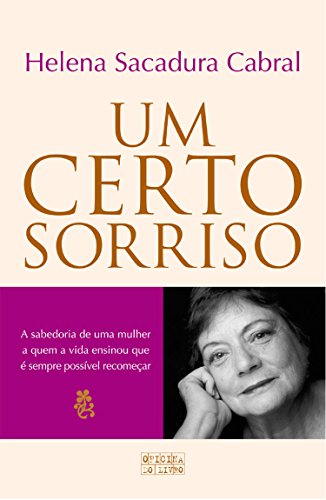 Helena Sacadura Cabral
UM
CERTO
SORRISO
A sabedoria de uma mulher
a quem a vida ensinou que
é sempre possível recomeçar
OFICINA
DO LIVRO